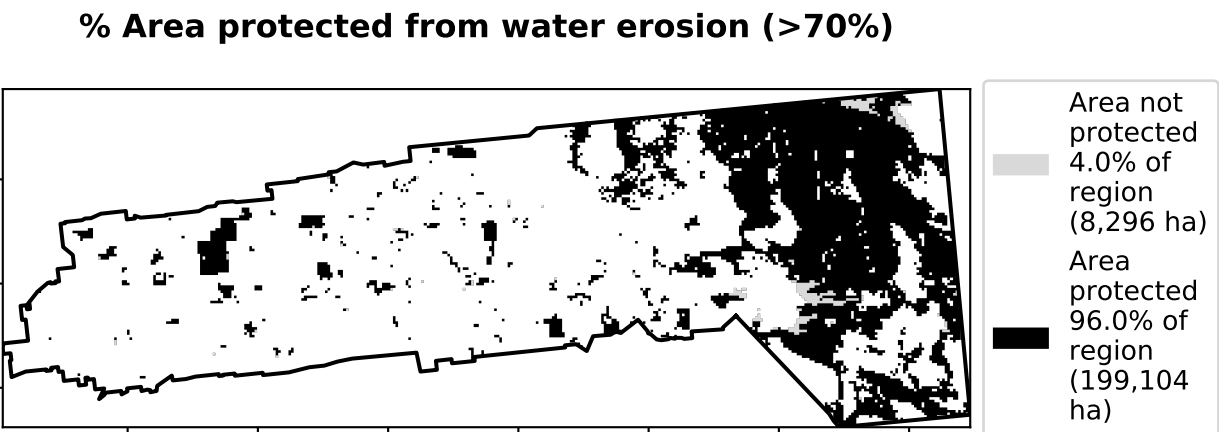 % Area protected from water erosion (>70%)
Area not
protected
4.0% of
region
(8,296 ha)
Area
protected
96.0% of
region
(199,104
ha)